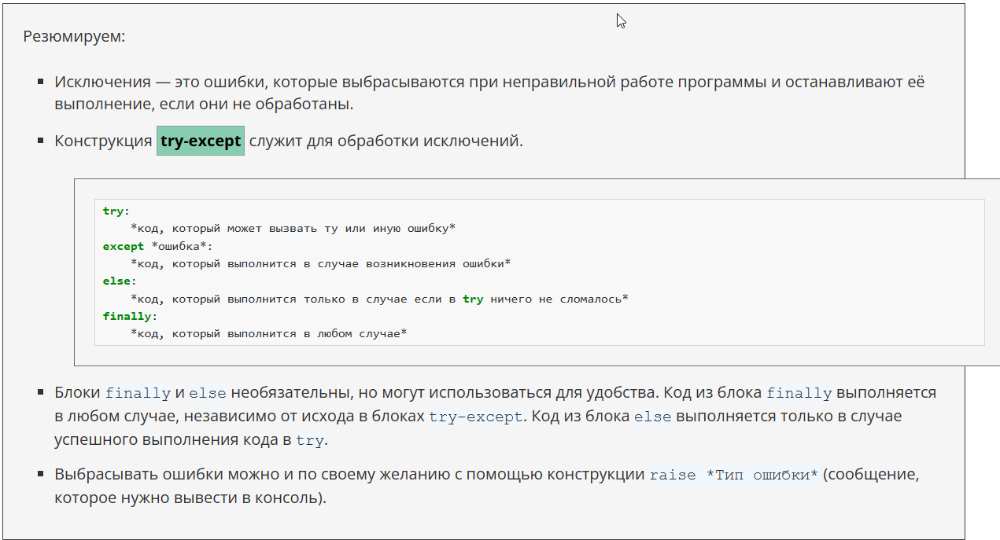 Резюмируем:
Исключения — это ошибки, которые выбрасываются при неправильной работе программы и останавливают её
выполнение, если они не обработаны.
Конструкция try-except служит для обработки исключений.
try:
*код, который может вызвать ту или иную ошибку*
except *ошибка*:
*код, который выполнится в случае возникновения ошибки*
else:
*код, который выполнится только в случае если в try ничего не сломалось*
finally:
*код, который выполнится в любом случае*
Блоки finally и else необязательны, но могут использоваться для удобства. Код из блока finally выполняется
в любом случае, независимо от исхода в блоках try-except. Код из блока else выполняется только в случае
успешного выполнения кода в try.
Выбрасывать ошибки можно и по своему желанию с помощью конструкции raise *Тип ошибки* (сообщение,
которое нужно вывести в консоль).